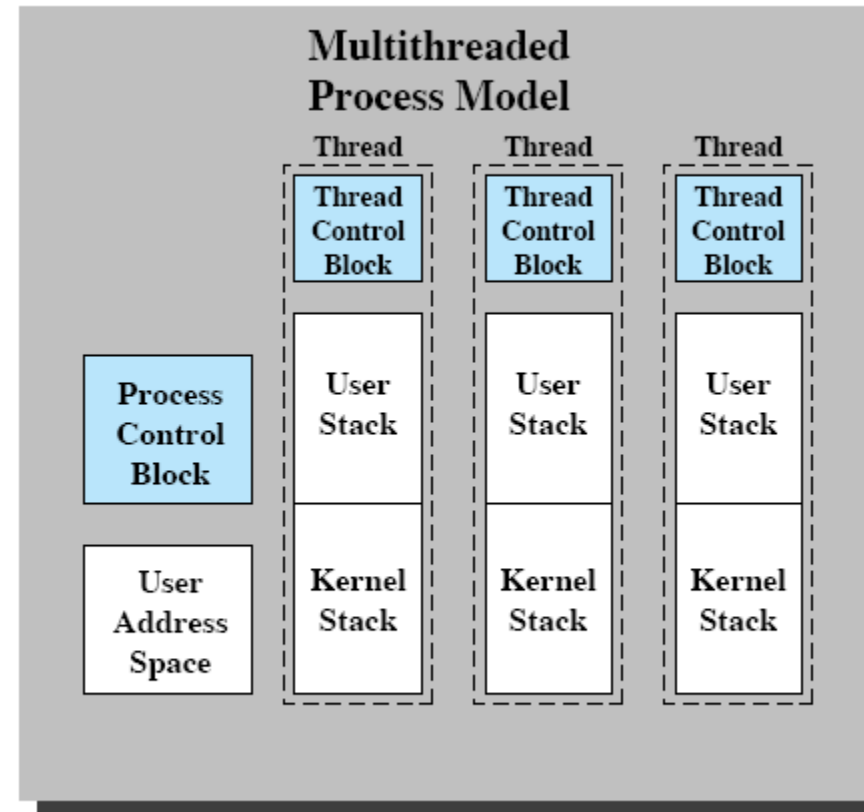 Multithreaded
Process Model
Thread
Thread
Control
Block
User
Stack
Kernel
Stack
Thread
Thread
Control
Block
User
Stack
Kernel
Stack
Thread
Thread
Control
Block
User
Stack
Kernel
Stack
Process
Control
Block
User
Address
Space